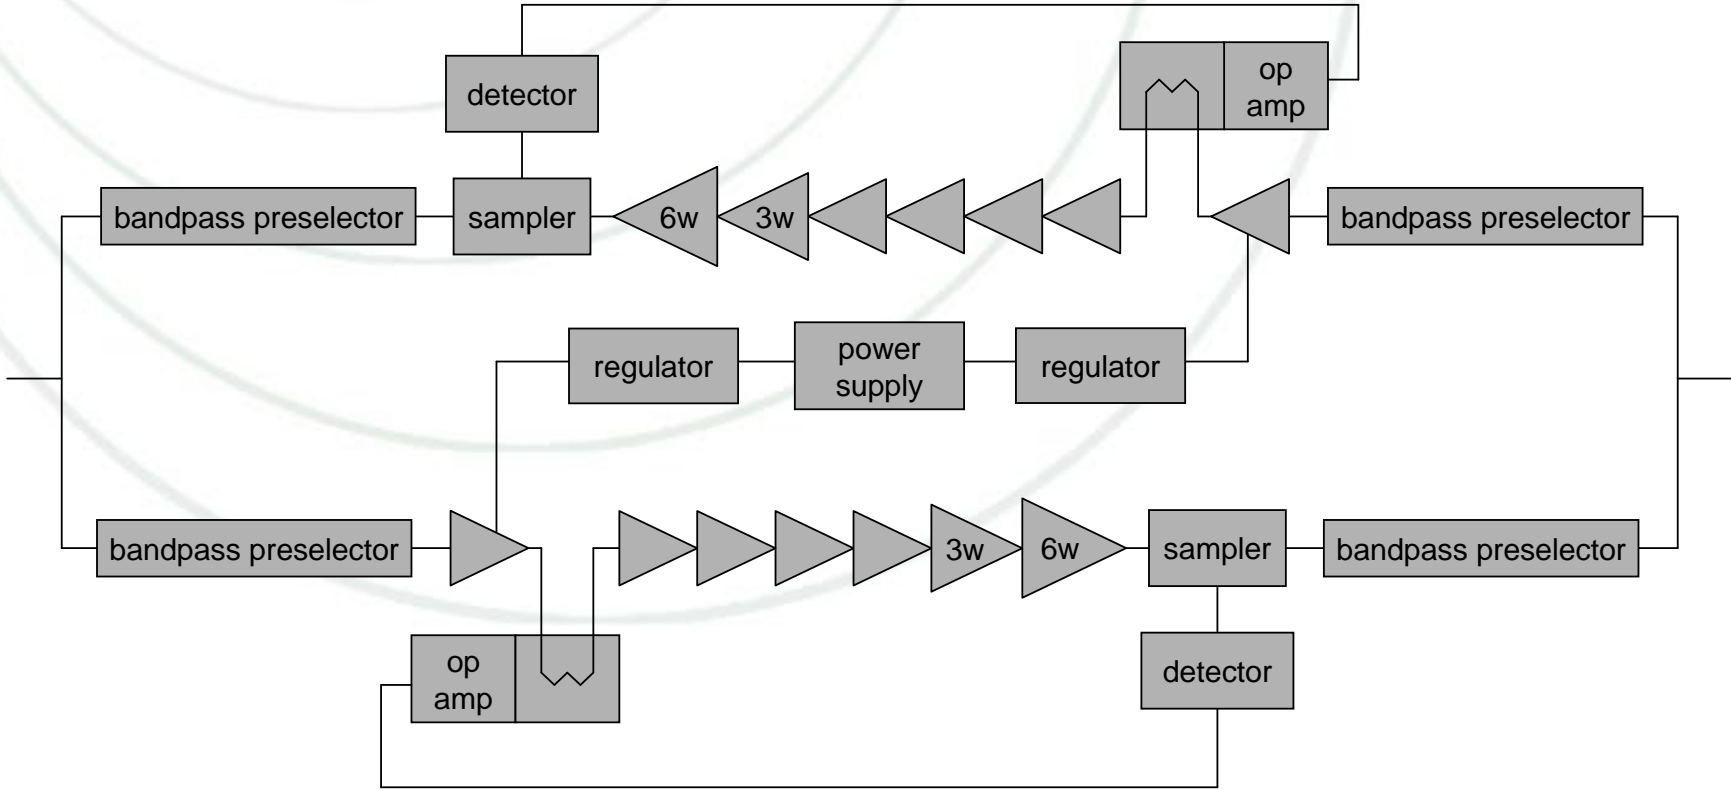 detector
op
amp
bandpass preselector
sampler
6w
3w
bandpass preselector
regulator
power
supply
regulator
bandpass preselector
3w
6w
sampler
bandpass preselector
op
amp
detector